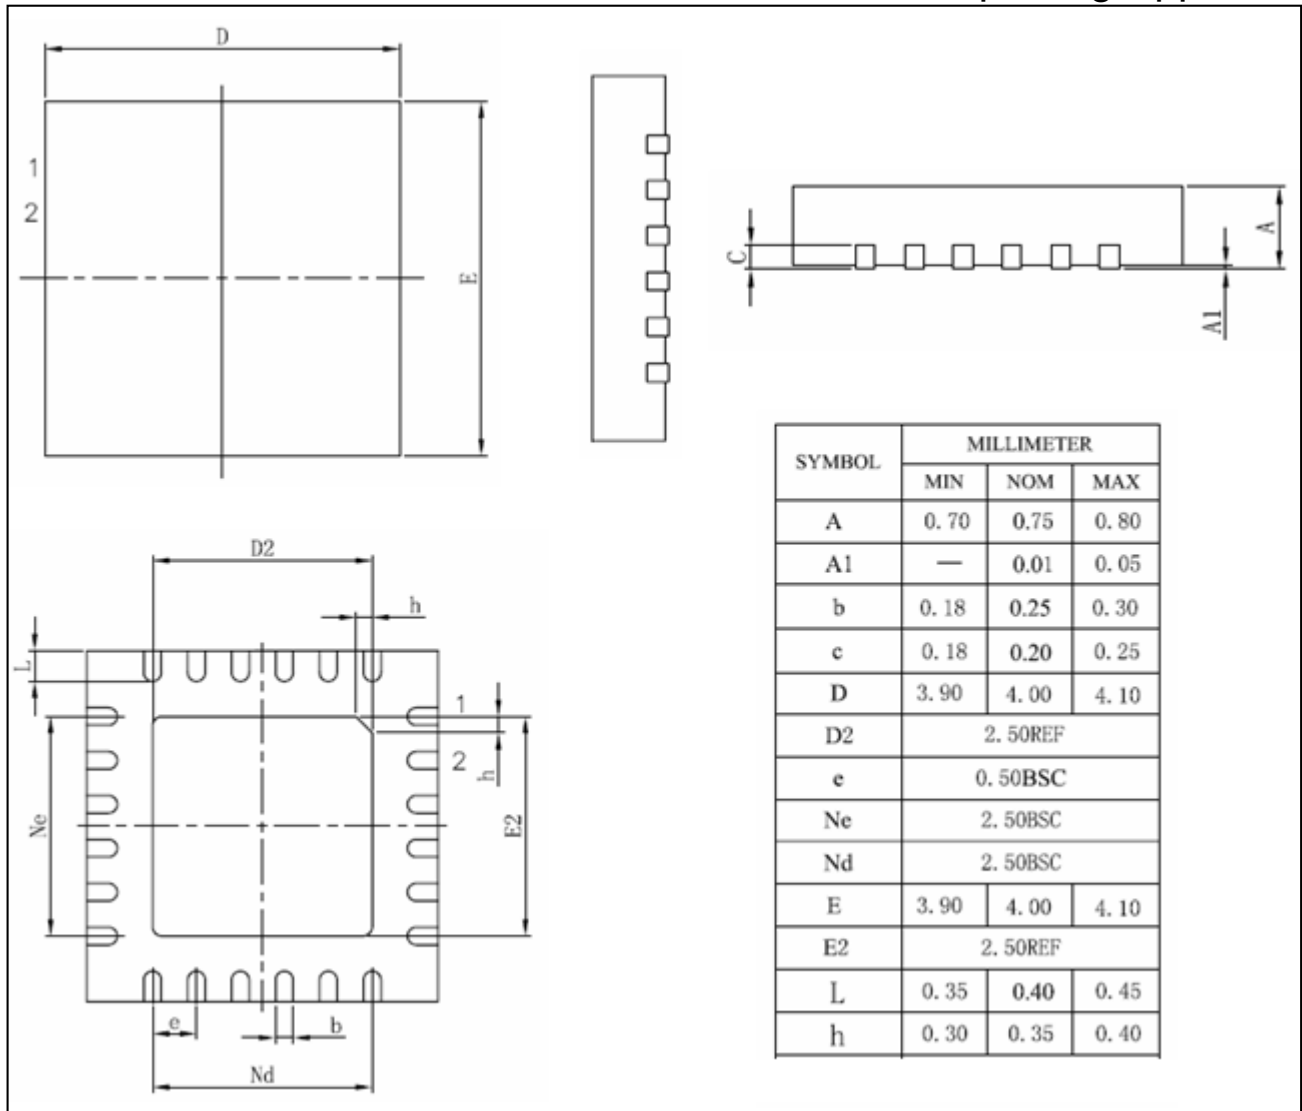 D
1
2
E
C
A
A1
D2
h
L
1
2
h
Ne
E2
e
b
Nd
SYMBOL MILLIMETER
MIN NOM MAX
A 0.70 0.75 0.80
A1 — 0.01 0.05
b 0.18 0.25 0.30
c 0.18 0.20 0.25
D 3.90 4.00 4.10
D2 2.50REF
e 0.50BSC
Ne 2.50BSC
Nd 2.50BSC
E 3.90 4.00 4.10
E2 2.50REF
L 0.35 0.40 0.45
h 0.30 0.35 0.40